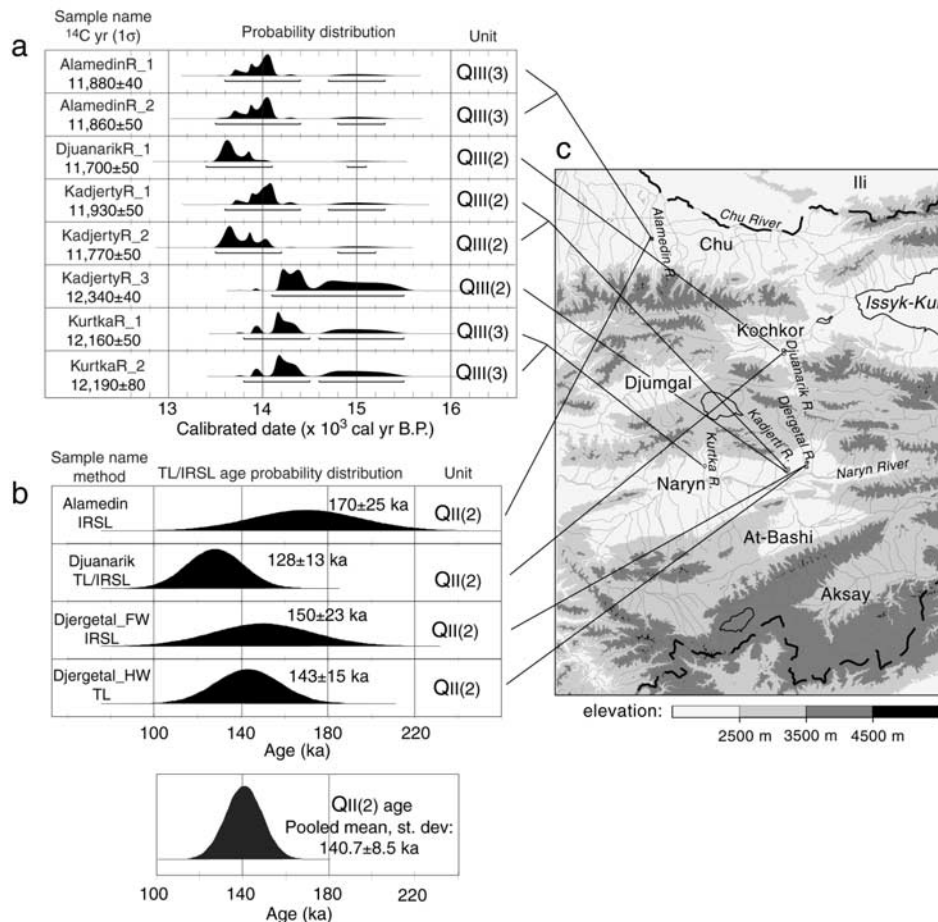 a
Sample name
¹⁴C yr (1σ)
Probability distribution
Unit
AlamedinR_1
11,880±40
QIII(3)
AlamedinR_2
11,860±50
QIII(3)
DjuanarikR_1
11,700±50
QIII(2)
KadjertyR_1
11,930±50
QIII(2)
KadjertyR_2
11,770±50
QIII(2)
KadjertyR_3
12,340±40
QIII(2)
KurtkaR_1
12,160±50
QIII(3)
KurtkaR_2
12,190±80
QIII(3)
13 14 15 16
Calibrated date (x 10³ cal yr B.P.)
b
Sample name
method
TL/IRSL age probability distribution
Unit
Alamedin
IRSL
170±25 ka
QII(2)
Djuanarik
TL/IRSL
128±13 ka
QII(2)
Djergetal_FW
IRSL
150±23 ka
QII(2)
Djergetal_HW
TL
143±15 ka
QII(2)
100 140 180 220
Age (ka)
QII(2) age
Pooled mean, st. dev:
140.7±8.5 ka
100 140 180 220
Age (ka)
c
Ili
Alamedin R.
Chu River
Chu
Issyk-Ku
Kochkor
Djuanarik R.
Djumgal
Djergetal R.
Kadjerti R.
Kurtka R.
Naryn River
Naryn
At-Bashi
Aksay
elevation:
2500 m 3500 m 4500 m